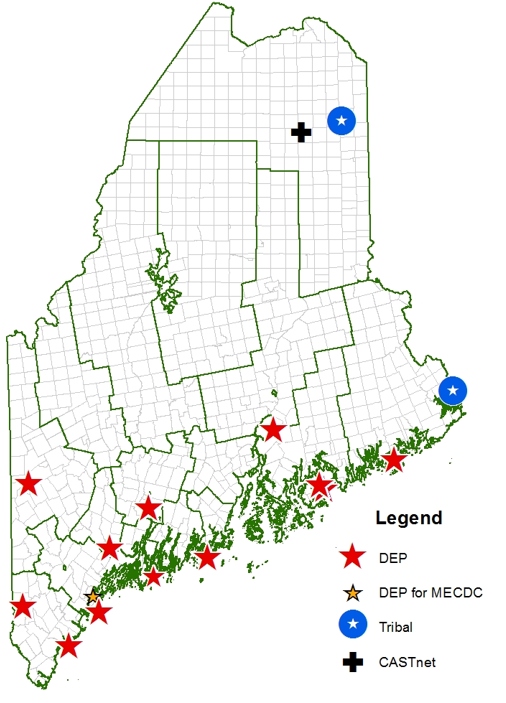 Legend
DEP
DEP for MECDC
Tribal
CASTnet